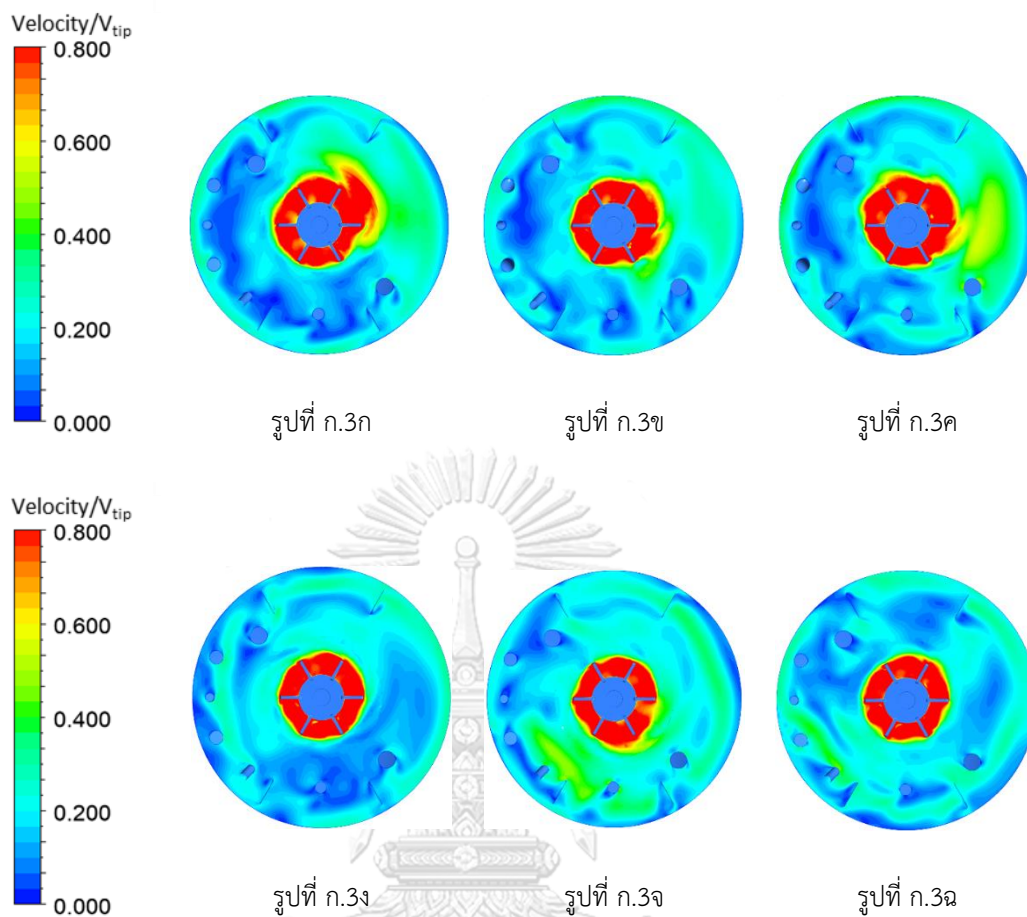 Velocity/Vtip
0.800
0.600
0.400
0.200
0.000
รูปที่ ก.3ก
รูปที่ ก.3ข
รูปที่ ก.3ค
Velocity/Vtip
0.800
0.600
0.400
0.200
0.000
รูปที่ ก.3ง
รูปที่ ก.3จ
รูปที่ ก.3ฉ